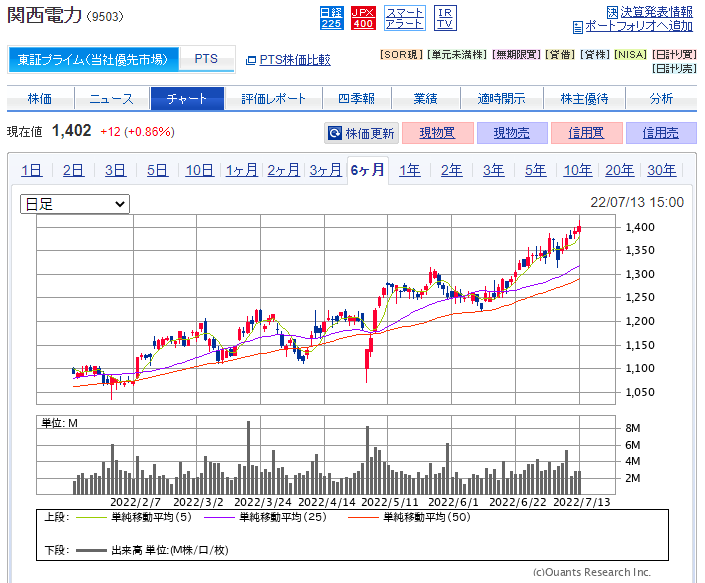 関西電力 (9503)
日経 225
JPX 400
スマート アラート
IR TV
決算発表情報
ポートフォリオへ追加
東証プライム(当社優先市場) PTS PTS株価比較
[SOR現] [単元未満株] [無期限寛] [貸借] [貸株] [NISA] [日計り買]
[日計り売]
株価 ニュース チャート 評価レポート 四季報 業績 適時開示 株主優待 分析
現在値 1,402 +12 (+0.86%) 株価更新 現物買 現物売 信用買 信用売
1日 2日 3日 5日 10日 1ヶ月 2ヶ月 3ヶ月 6ヶ月 1年 2年 3年 5年 10年 20年 30年
日足 22/07/13 15:00
1,400
1,350
1,300
1,250
1,200
1,150
1,100
1,050
単位: M
8M
6M
4M
2M
2022/2/7 2022/3/2 2022/3/24 2022/4/14 2022/5/11 2022/6/1 2022/6/22 2022/7/13
上段: 単純移動平均(5) 単純移動平均(25) 単純移動平均(50)
下段: 出来高 単位:(M株/口/枚)
(c)Quants Research Inc.